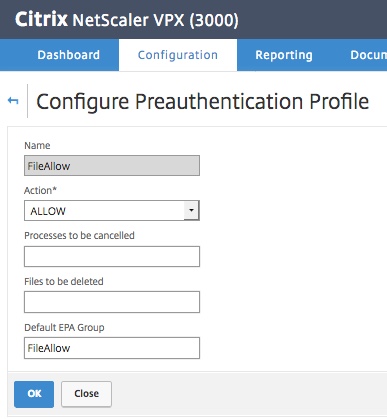 Citrix NetScaler VPX (3000)
Dashboard Configuration Reporting Docum
Configure Preauthentication Profile
Name
FileAllow
Action*
ALLOW
Processes to be cancelled
Files to be deleted
Default EPA Group
FileAllow
OK Close